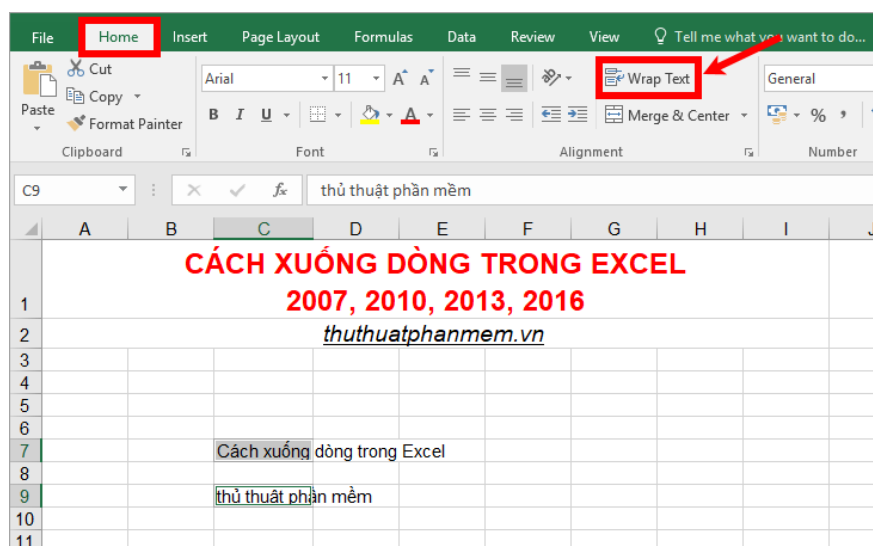 File Home Insert Page Layout Formulas Data Review View Tell me what you want to do...
Cut
Copy
Format Painter
Paste
Arial 11 A A
B I U A
Wrap Text
Merge & Center
General
%
Clipboard Font Alignment Number
C9 fx thủ thuật phần mềm
A B C D E F G H I J
1 CÁCH XUỐNG DÒNG TRONG EXCEL
2007, 2010, 2013, 2016
2 thuthuatphanmem.vn
3
4
5
6
7 Cách xuống dòng trong Excel
8
9 thủ thuật phần mềm
10
11